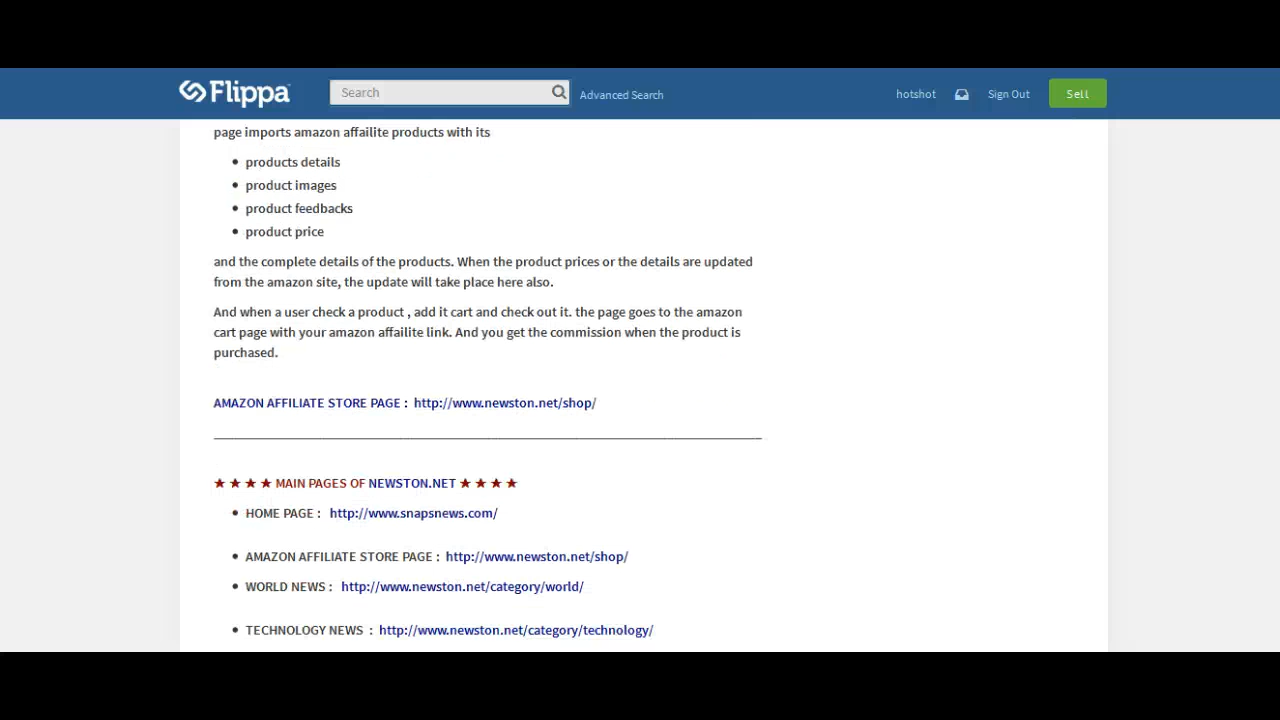 Flippa
Search
Advanced Search
hotshot
Sign Out
Sell
page imports amazon affailite products with its
• products details
• product images
• product feedbacks
• product price
and the complete details of the products. When the product prices or the details are updated
from the amazon site, the update will take place here also.
And when a user check a product , add it cart and check out it. the page goes to the amazon
cart page with your amazon affailite link. And you get the commission when the product is
purchased.
AMAZON AFFILIATE STORE PAGE : http://www.newston.net/shop/
★ ★ ★ ★ MAIN PAGES OF NEWSTON.NET ★ ★ ★ ★
• HOME PAGE : http://www.snapsnews.com/
• AMAZON AFFILIATE STORE PAGE : http://www.newston.net/shop/
• WORLD NEWS : http://www.newston.net/category/world/
• TECHNOLOGY NEWS : http://www.newston.net/category/technology/